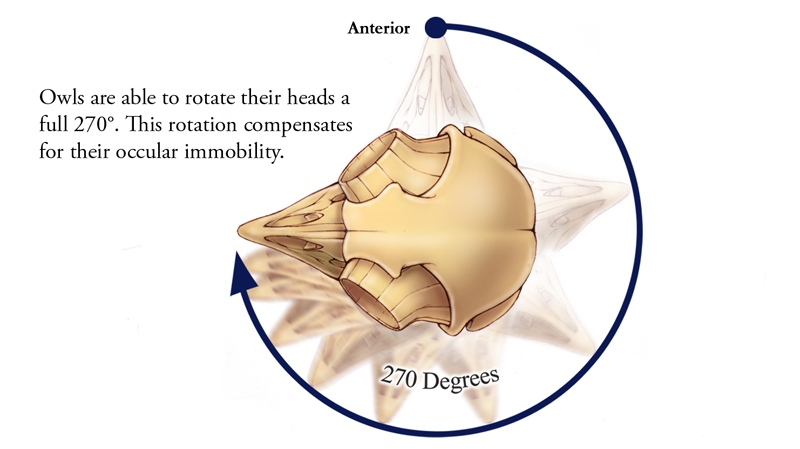 Anterior
Owls are able to rotate their heads a
full 270°. This rotation compensates
for their occular immobility.
270 Degrees